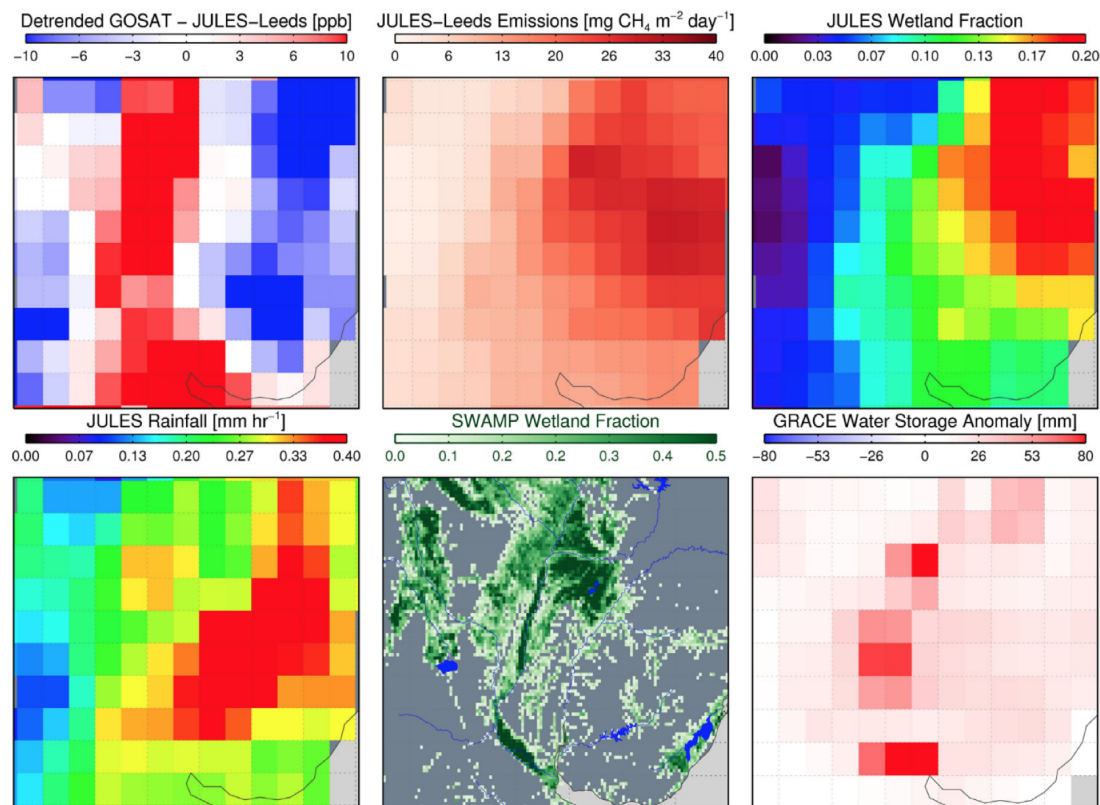 Detrended GOSAT − JULES−Leeds [ppb]
−10 −6 −3 0 3 6 10
JULES−Leeds Emissions [mg CH₄ m⁻² day⁻¹]
0 6 13 20 26 33 40
JULES Wetland Fraction
0.00 0.03 0.07 0.10 0.13 0.17 0.20
JULES Rainfall [mm hr⁻¹]
0.00 0.07 0.13 0.20 0.27 0.33 0.40
SWAMP Wetland Fraction
0.0 0.1 0.2 0.2 0.3 0.4 0.5
GRACE Water Storage Anomaly [mm]
−80 −53 −26 0 26 53 80